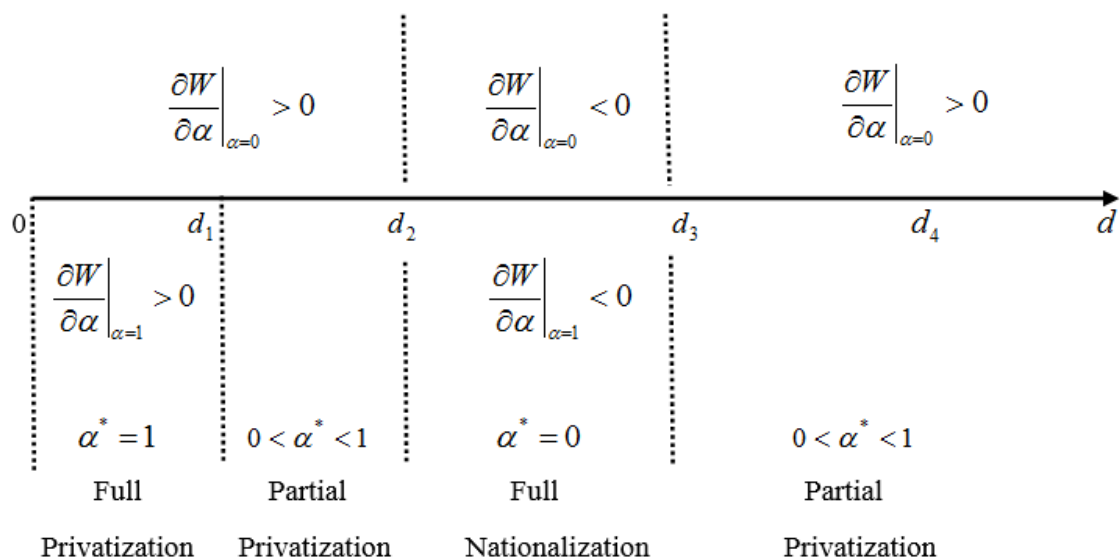 ∂W/∂α|α=0 > 0 ∂W/∂α|α=0 < 0 ∂W/∂α|α=0 > 0
0 d₁ d₂ d₃ d₄ d
∂W/∂α|α=1 > 0 ∂W/∂α|α=1 < 0
α* = 1 0 < α* < 1 α* = 0 0 < α* < 1
Full Partial Full Partial
Privatization Privatization Nationalization Privatization